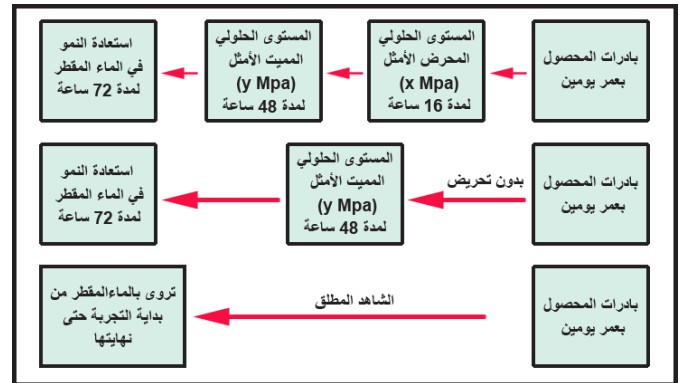 بادرات المحصول
بعمر يومين
المستوى الحلولي
المحرض الأمثل
(x Mpa)
لمدة 16 ساعة
المستوى الحلولي
المميت الأمثل
(y Mpa)
لمدة 48 ساعة
استعادة النمو
في الماء المقطر
لمدة 72 ساعة
بادرات المحصول
بعمر يومين
بدون تحريض
المستوى الحلولي
المميت الأمثل
(y Mpa)
لمدة 48 ساعة
استعادة النمو
في الماء المقطر
لمدة 72 ساعة
بادرات المحصول
بعمر يومين
الشاهد المطلق
تروى بالماءالمقطر من
بداية التجربة حتى
نهايتها